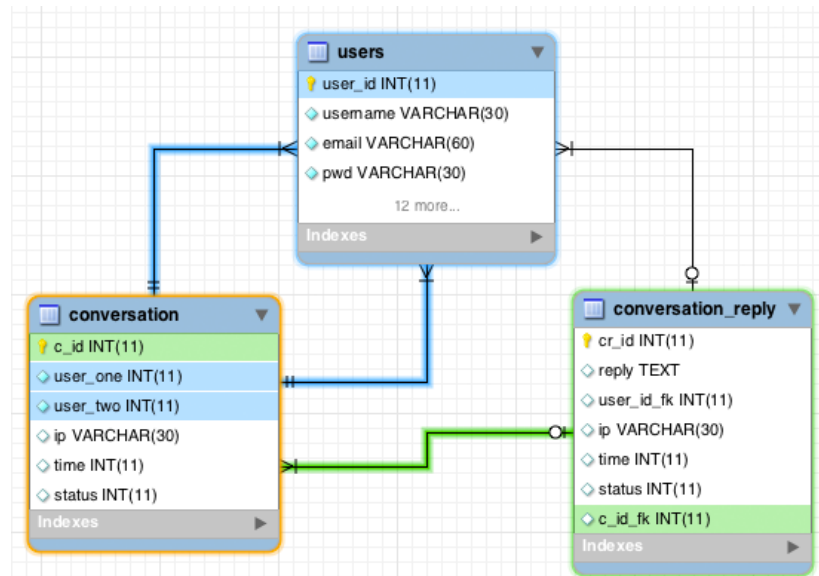 users
user_id INT(11)
username VARCHAR(30)
email VARCHAR(60)
pwd VARCHAR(30)
12 more...
Indexes
conversation
c_id INT(11)
user_one INT(11)
user_two INT(11)
ip VARCHAR(30)
time INT(11)
status INT(11)
Indexes
conversation_reply
cr_id INT(11)
reply TEXT
user_id_fk INT(11)
ip VARCHAR(30)
time INT(11)
status INT(11)
c_id_fk INT(11)
Indexes